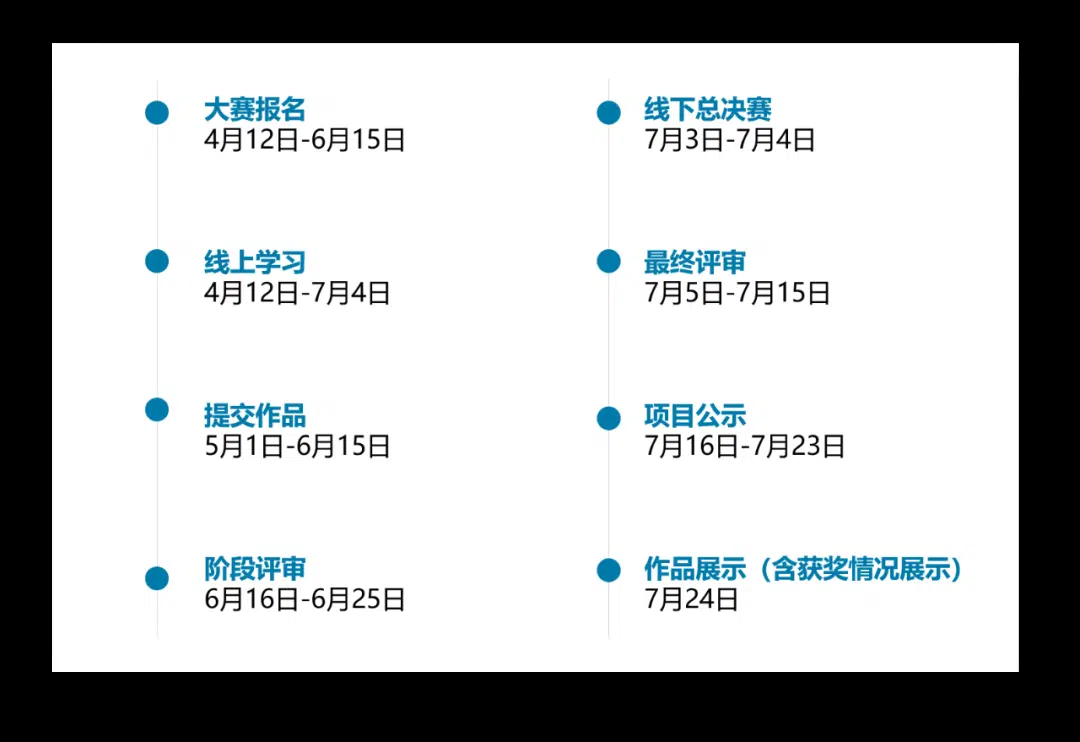 大赛报名
4月12日-6月15日
线上学习
4月12日-7月4日
提交作品
5月1日-6月15日
阶段评审
6月16日-6月25日
线下总决赛
7月3日-7月4日
最终评审
7月5日-7月15日
项目公示
7月16日-7月23日
作品展示（含获奖情况展示）
7月24日